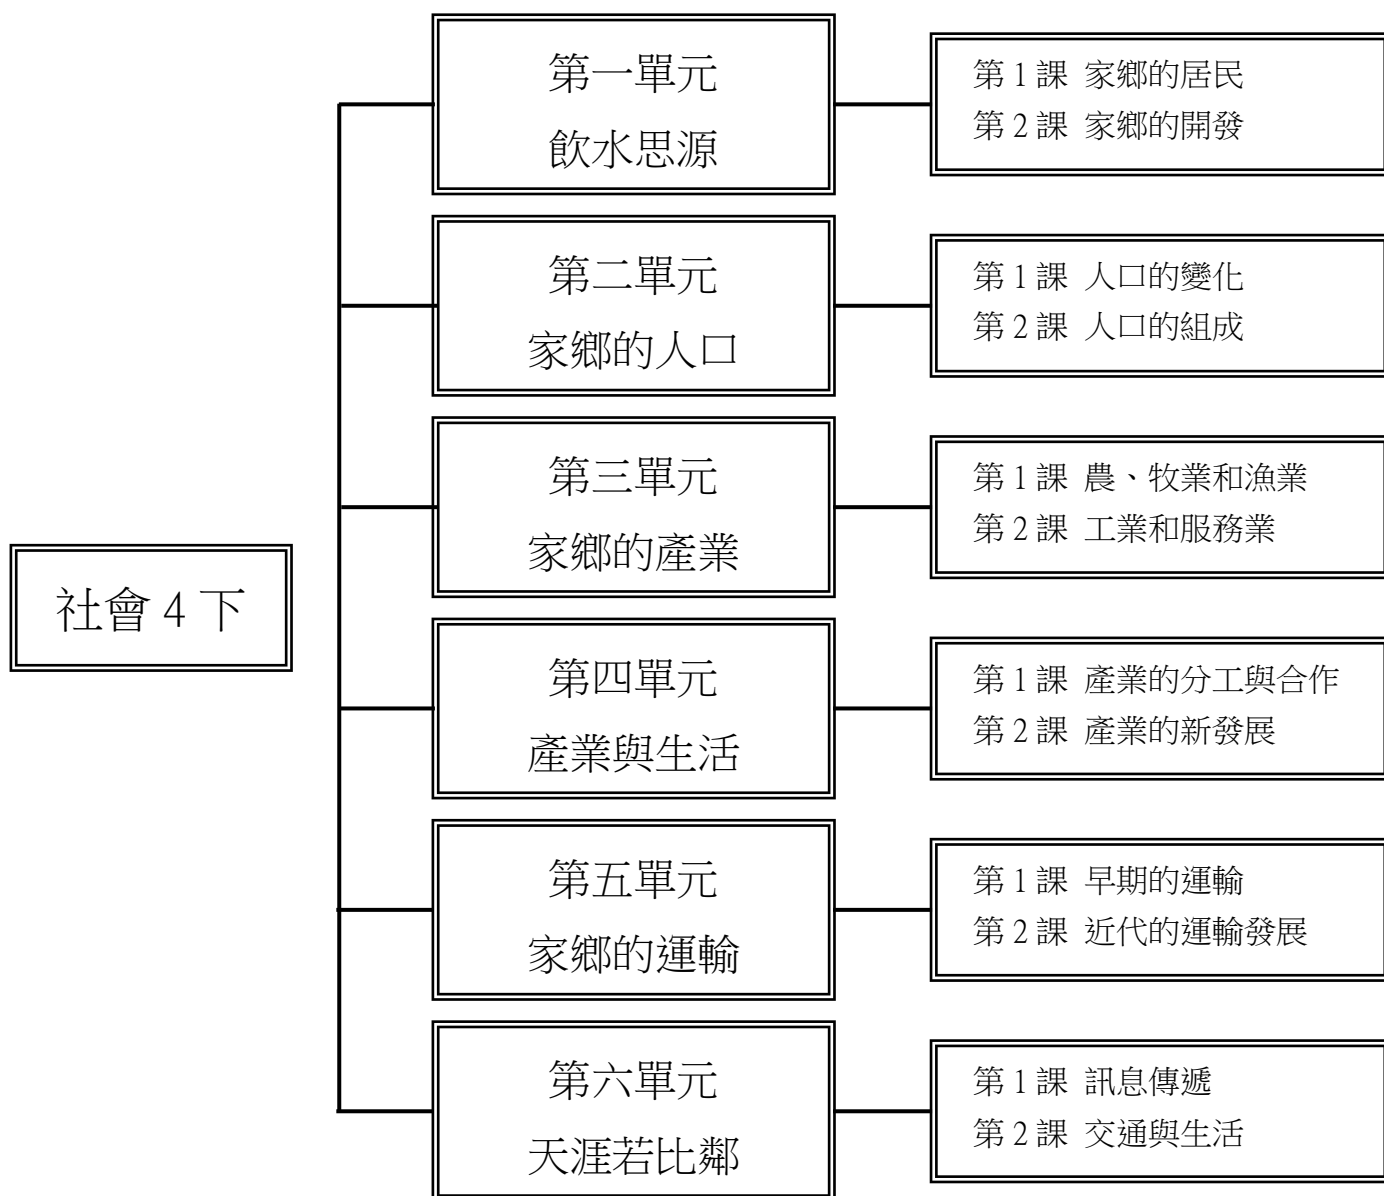 社會4下
第一單元
飲水思源
第1課 家鄉的居民
第2課 家鄉的開發
第二單元
家鄉的人口
第1課 人口的變化
第2課 人口的組成
第三單元
家鄉的產業
第1課 農、牧業和漁業
第2課 工業和服務業
第四單元
產業與生活
第1課 產業的分工與合作
第2課 產業的新發展
第五單元
家鄉的運輸
第1課 早期的運輸
第2課 近代的運輸發展
第六單元
天涯若比鄰
第1課 訊息傳遞
第2課 交通與生活